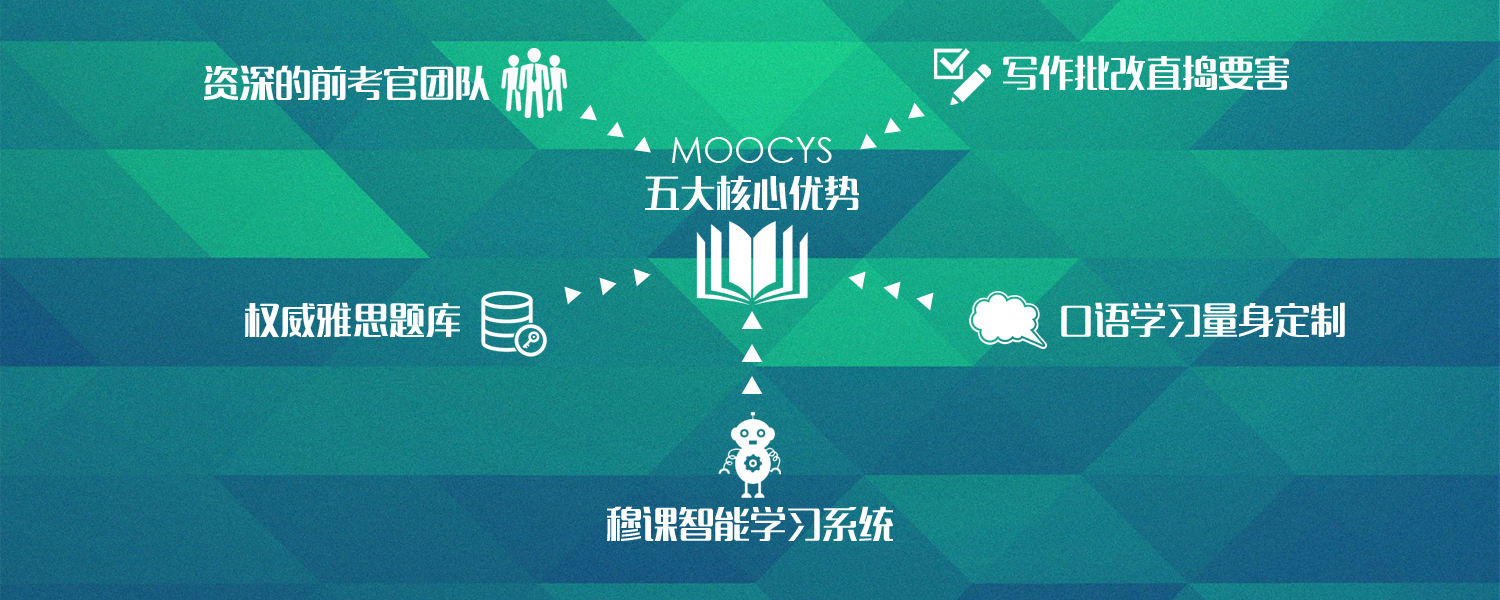 资深的前考官团队
写作批改直捣要害
MOOCYS
五大核心优势
权威雅思题库
口语学习量身定制
穆课智能学习系统